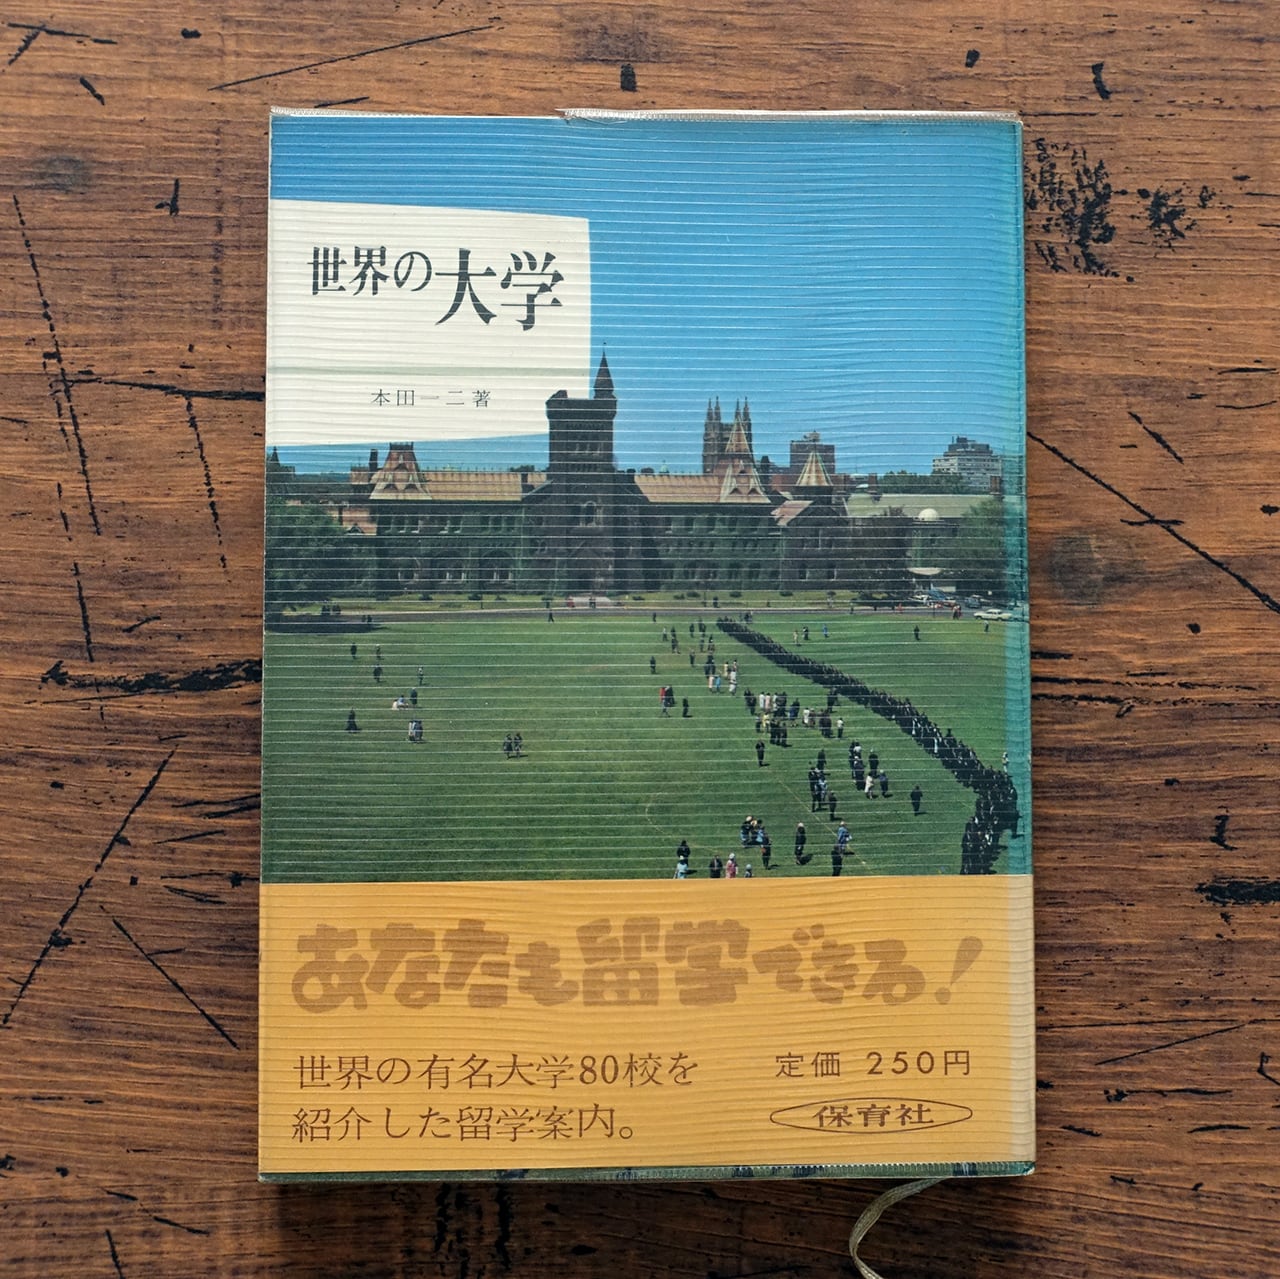 世界の大学
本田一二著
あなたも留学できる!
世界の有名大学80校を
紹介した留学案内。
定価 250円
保育社